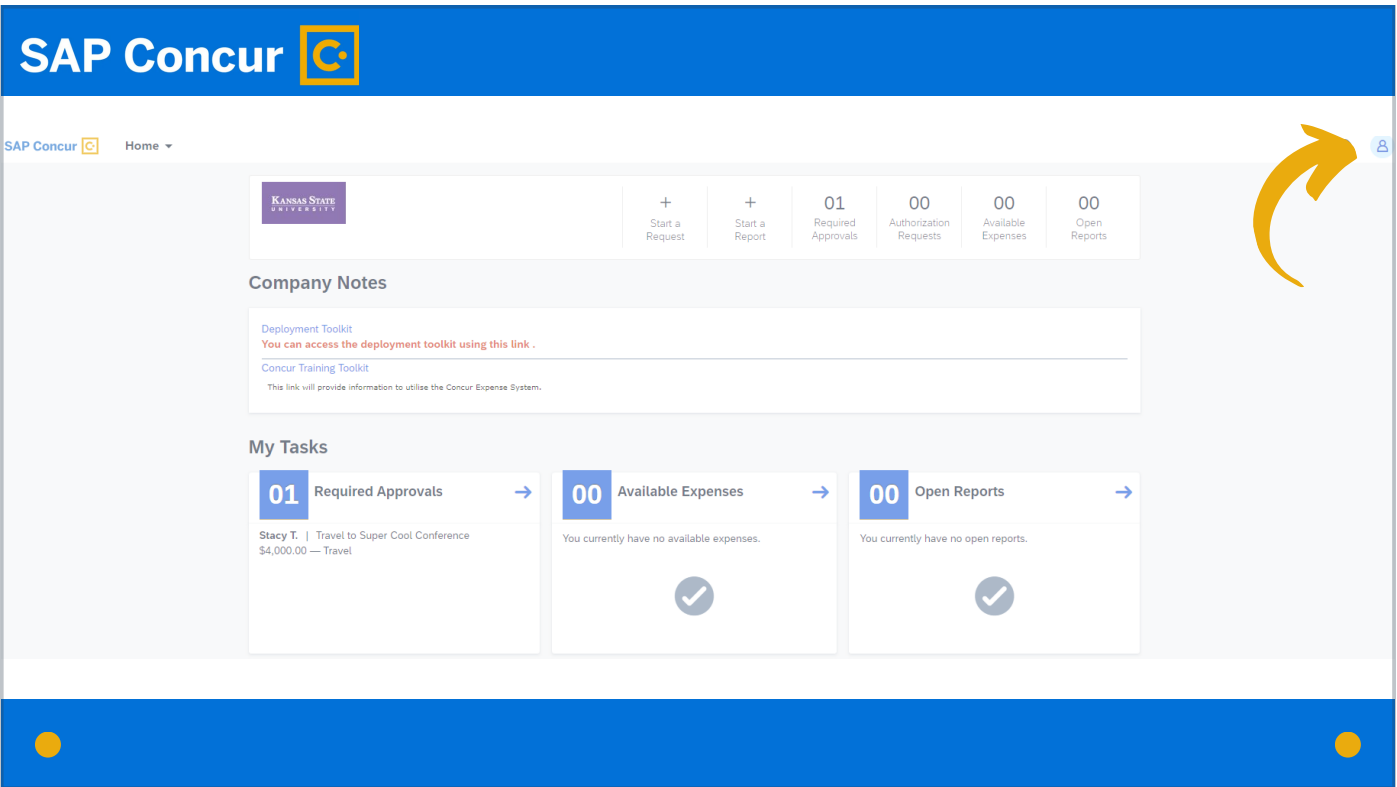 SAP Concur
SAP Concur
Home
KANSAS STATE
UNIVERSITY
+
Start a
Request
+
Start a
Report
01
Required
Approvals
00
Authorization
Requests
00
Available
Expenses
00
Open
Reports
Company Notes
Deployment Toolkit
You can access the deployment toolkit using this link .
Concur Training Toolkit
This link will provide information to utilise the Concur Expense System.
My Tasks
01 Required Approvals
Stacy T. | Travel to Super Cool Conference
$4,000.00 — Travel
00 Available Expenses
You currently have no available expenses.
00 Open Reports
You currently have no open reports.